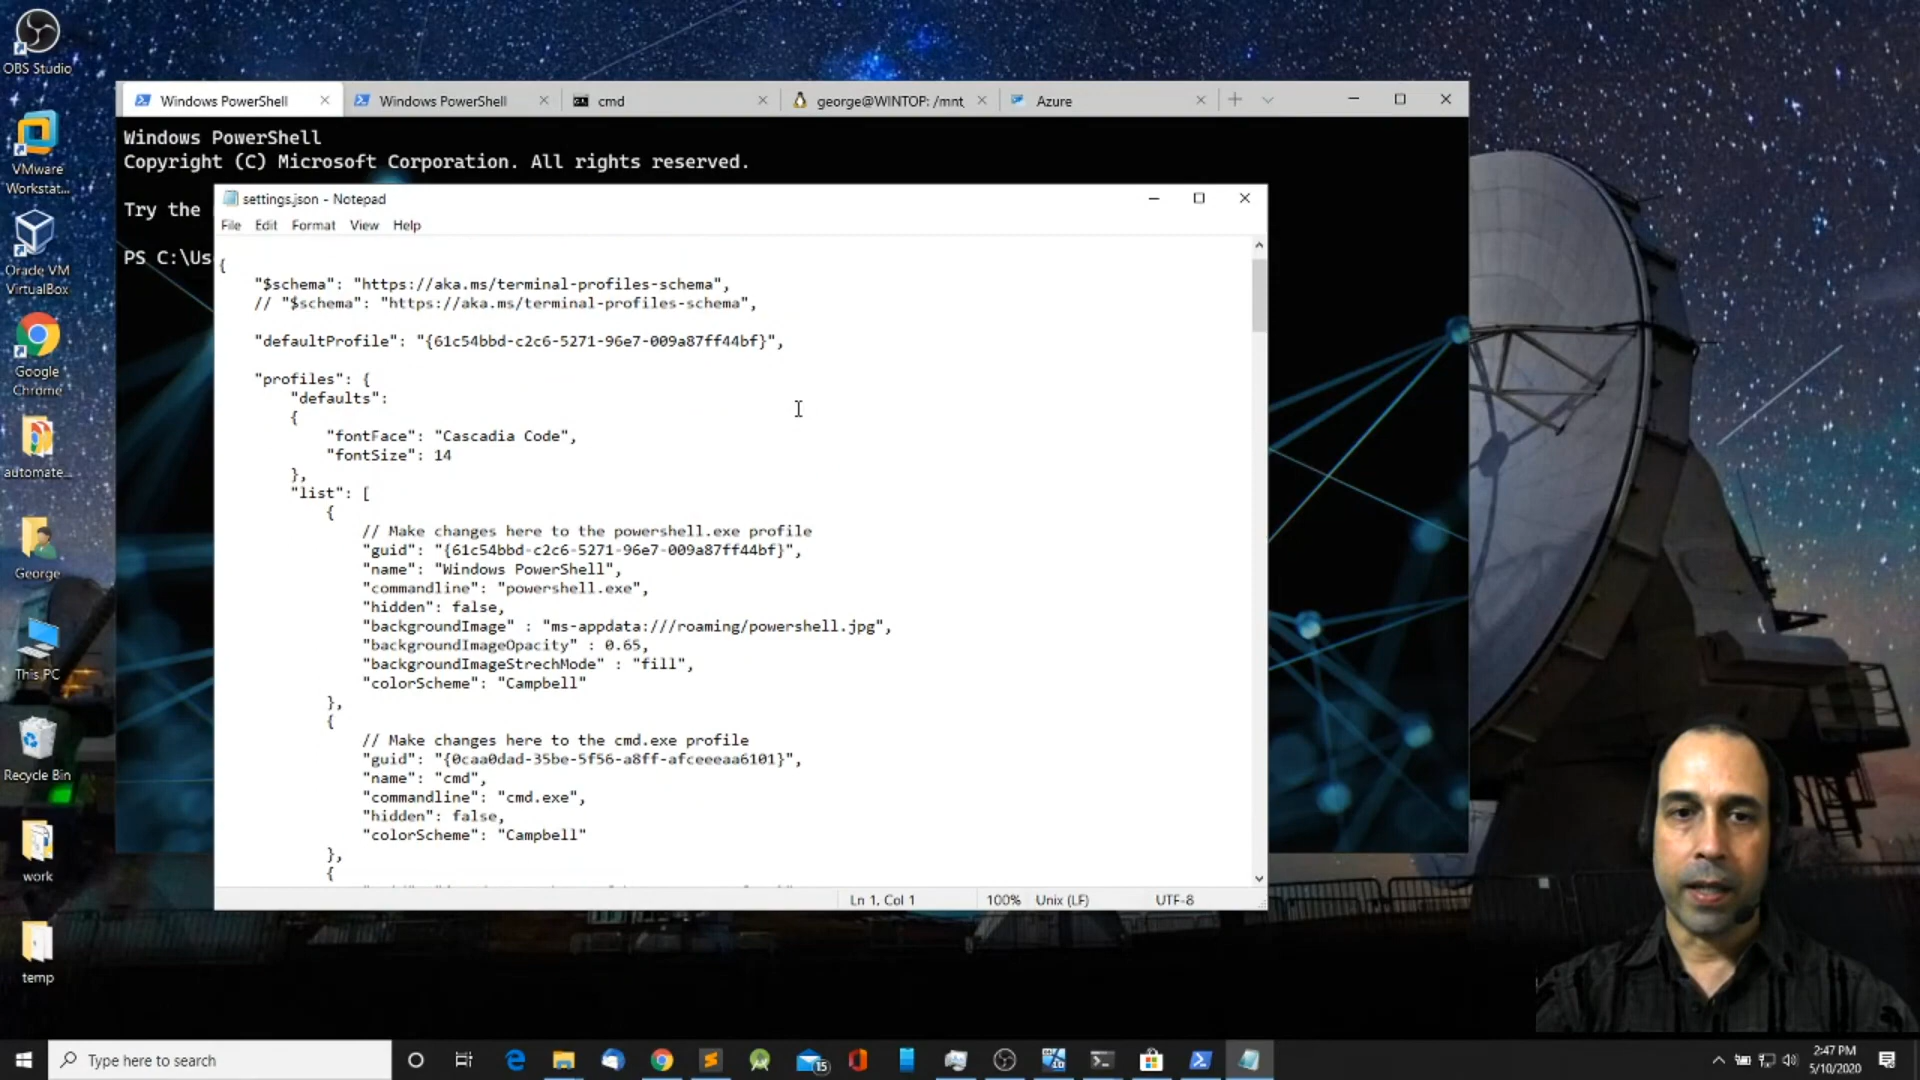 OBS Studio
VMware
Workstat...
Oracle VM
VirtualBox
Google
Chrome
automate...
George
This PC
Recycle Bin
work
temp
Windows PowerShell
Windows PowerShell
cmd
george@WINTOP: /mnt,
Azure
Windows PowerShell
Copyright (C) Microsoft Corporation. All rights reserved.
Try the
PS C:\Us
settings.json - Notepad
File Edit Format View Help
{
"$schema": "https://aka.ms/terminal-profiles-schema",
// "$schema": "https://aka.ms/terminal-profiles-schema",
"defaultProfile": "{61c54bbd-c2c6-5271-96e7-009a87ff44bf}",
"profiles": {
"defaults":
{
"fontFace": "Cascadia Code",
"fontSize": 14
},
"list": [
{
// Make changes here to the powershell.exe profile
"guid": "{61c54bbd-c2c6-5271-96e7-009a87ff44bf}",
"name": "Windows PowerShell",
"commandline": "powershell.exe",
"hidden": false,
"backgroundImage" : "ms-appdata:///roaming/powershell.jpg",
"backgroundImageOpacity" : 0.65,
"backgroundImageStrechMode" : "fill",
"colorScheme": "Campbell"
},
{
// Make changes here to the cmd.exe profile
"guid": "{0caa0dad-35be-5f56-a8ff-afceeeaa6101}",
"name": "cmd",
"commandline": "cmd.exe",
"hidden": false,
"colorScheme": "Campbell"
},
{
Ln 1, Col 1
100%
Unix (LF)
UTF-8
Type here to search
15
2:47 PM
5/10/2020